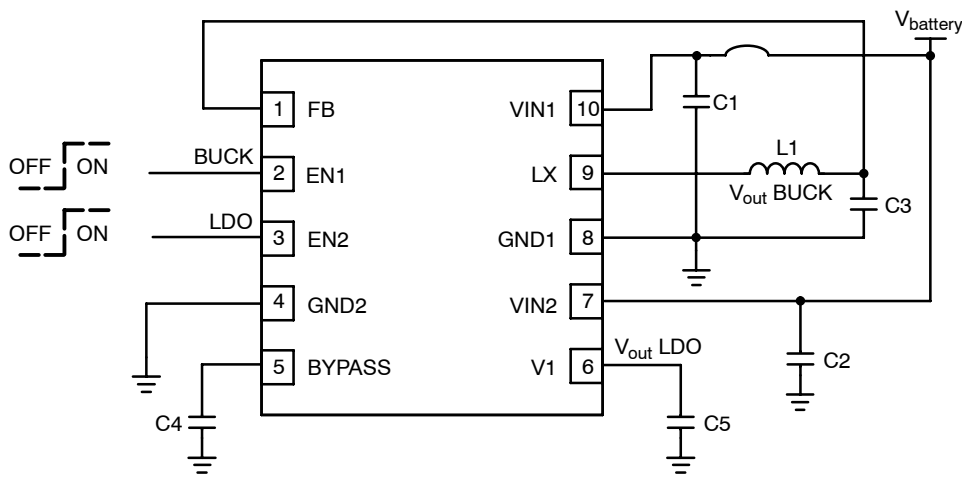 V_battery
1 FB VIN1 10 C1
OFF ON BUCK 2 EN1 LX 9 L1
V_out BUCK C3
OFF ON LDO 3 EN2 GND1 8
4 GND2 VIN2 7
5 BYPASS V1 6 V_out LDO C2
C4 C5